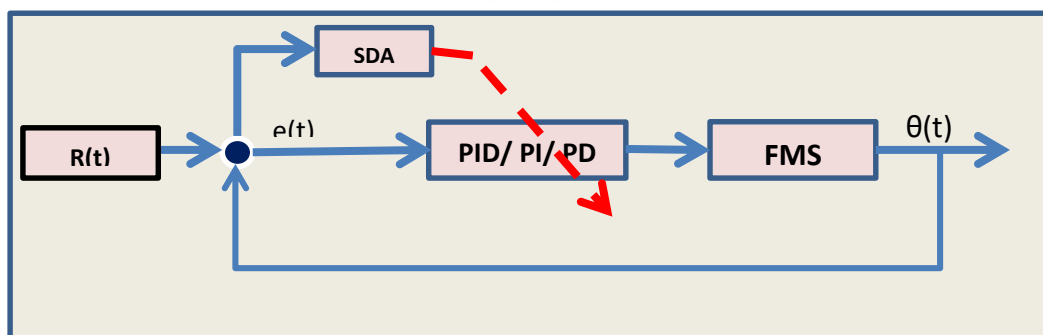 SDA
R(t)
e(t)
PID/ PI/ PD
FMS
θ(t)